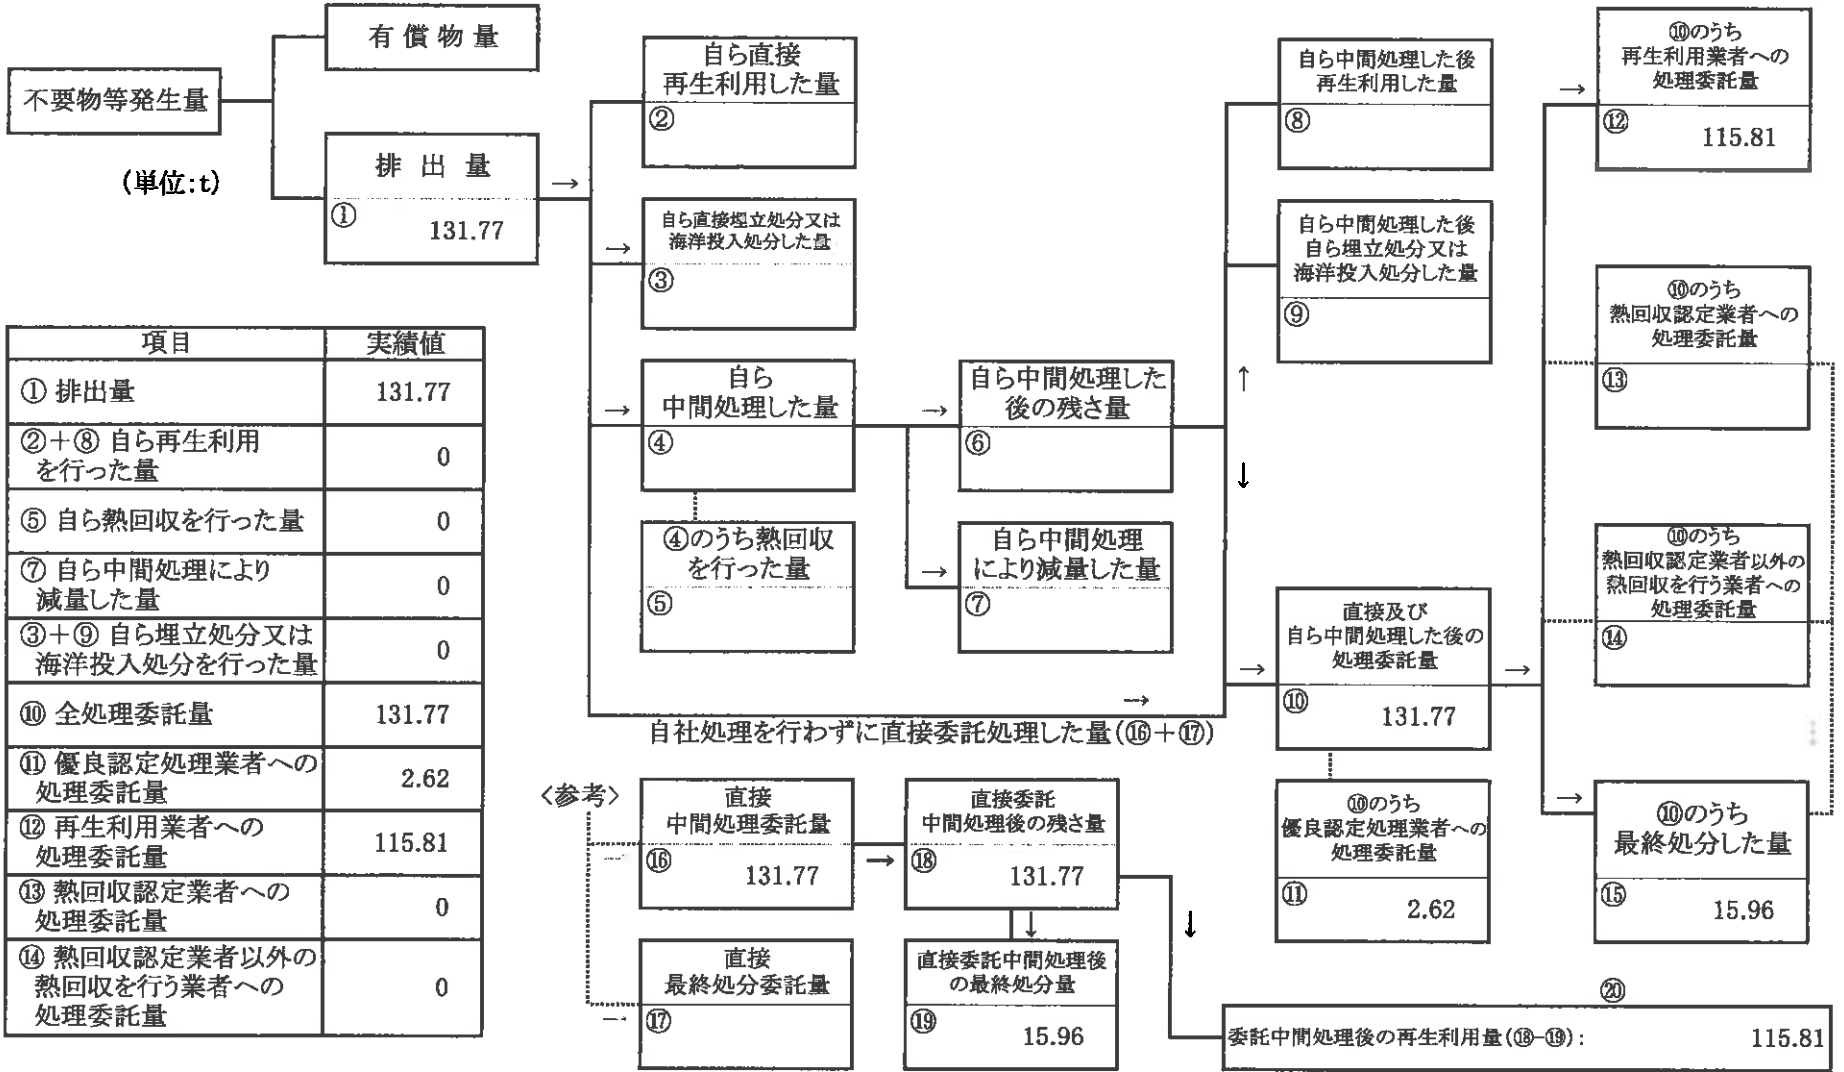 不要物等発生量
(単位:t)
有償物量
排出量
①
131.77
→
自ら直接
再生利用した量
②
→
自ら直接埋立処分又は
海洋投入処分した量
③
→
自ら
中間処理した量
④
④のうち熱回収
を行った量
⑤
→
自ら中間処理した
後の残さ量
⑥
→
自ら中間処理
により減量した量
⑦
↑
↓
自ら中間処理した後
再生利用した量
⑧
自ら中間処理した後
自ら埋立処分又は
海洋投入処分した量
⑨
→
自社処理を行わずに直接委託処理した量(⑯+⑰)
→
直接及び
自ら中間処理した後の
処理委託量
⑩
131.77
→
⑩のうち
優良認定処理業者への
処理委託量
⑪
2.62
→
⑩のうち
再生利用業者への
処理委託量
⑫
115.81
⑩のうち
熱回収認定業者への
処理委託量
⑬
⑩のうち
熱回収認定業者以外の
熱回収を行う業者への
処理委託量
⑭
→
⑩のうち
最終処分した量
⑮
15.96
項目 実績値
① 排出量 131.77
②+⑧ 自ら再生利用
を行った量 0
⑤ 自ら熱回収を行った量 0
⑦ 自ら中間処理により
減量した量 0
③+⑨ 自ら埋立処分又は
海洋投入処分を行った量 0
⑩ 全処理委託量 131.77
⑪ 優良認定処理業者への
処理委託量 2.62
⑫ 再生利用業者への
処理委託量 115.81
⑬ 熱回収認定業者への
処理委託量 0
⑭ 熱回収認定業者以外の
熱回収を行う業者への
処理委託量 0
〈参考〉
→
直接
中間処理委託量
⑯
131.77
→
直接委託
中間処理後の残さ量
⑱
131.77
↓
→
直接
最終処分委託量
⑰
↓
直接委託中間処理後
の最終処分量
⑲
15.96
⑳
委託中間処理後の再生利用量(⑱-⑲): 115.81